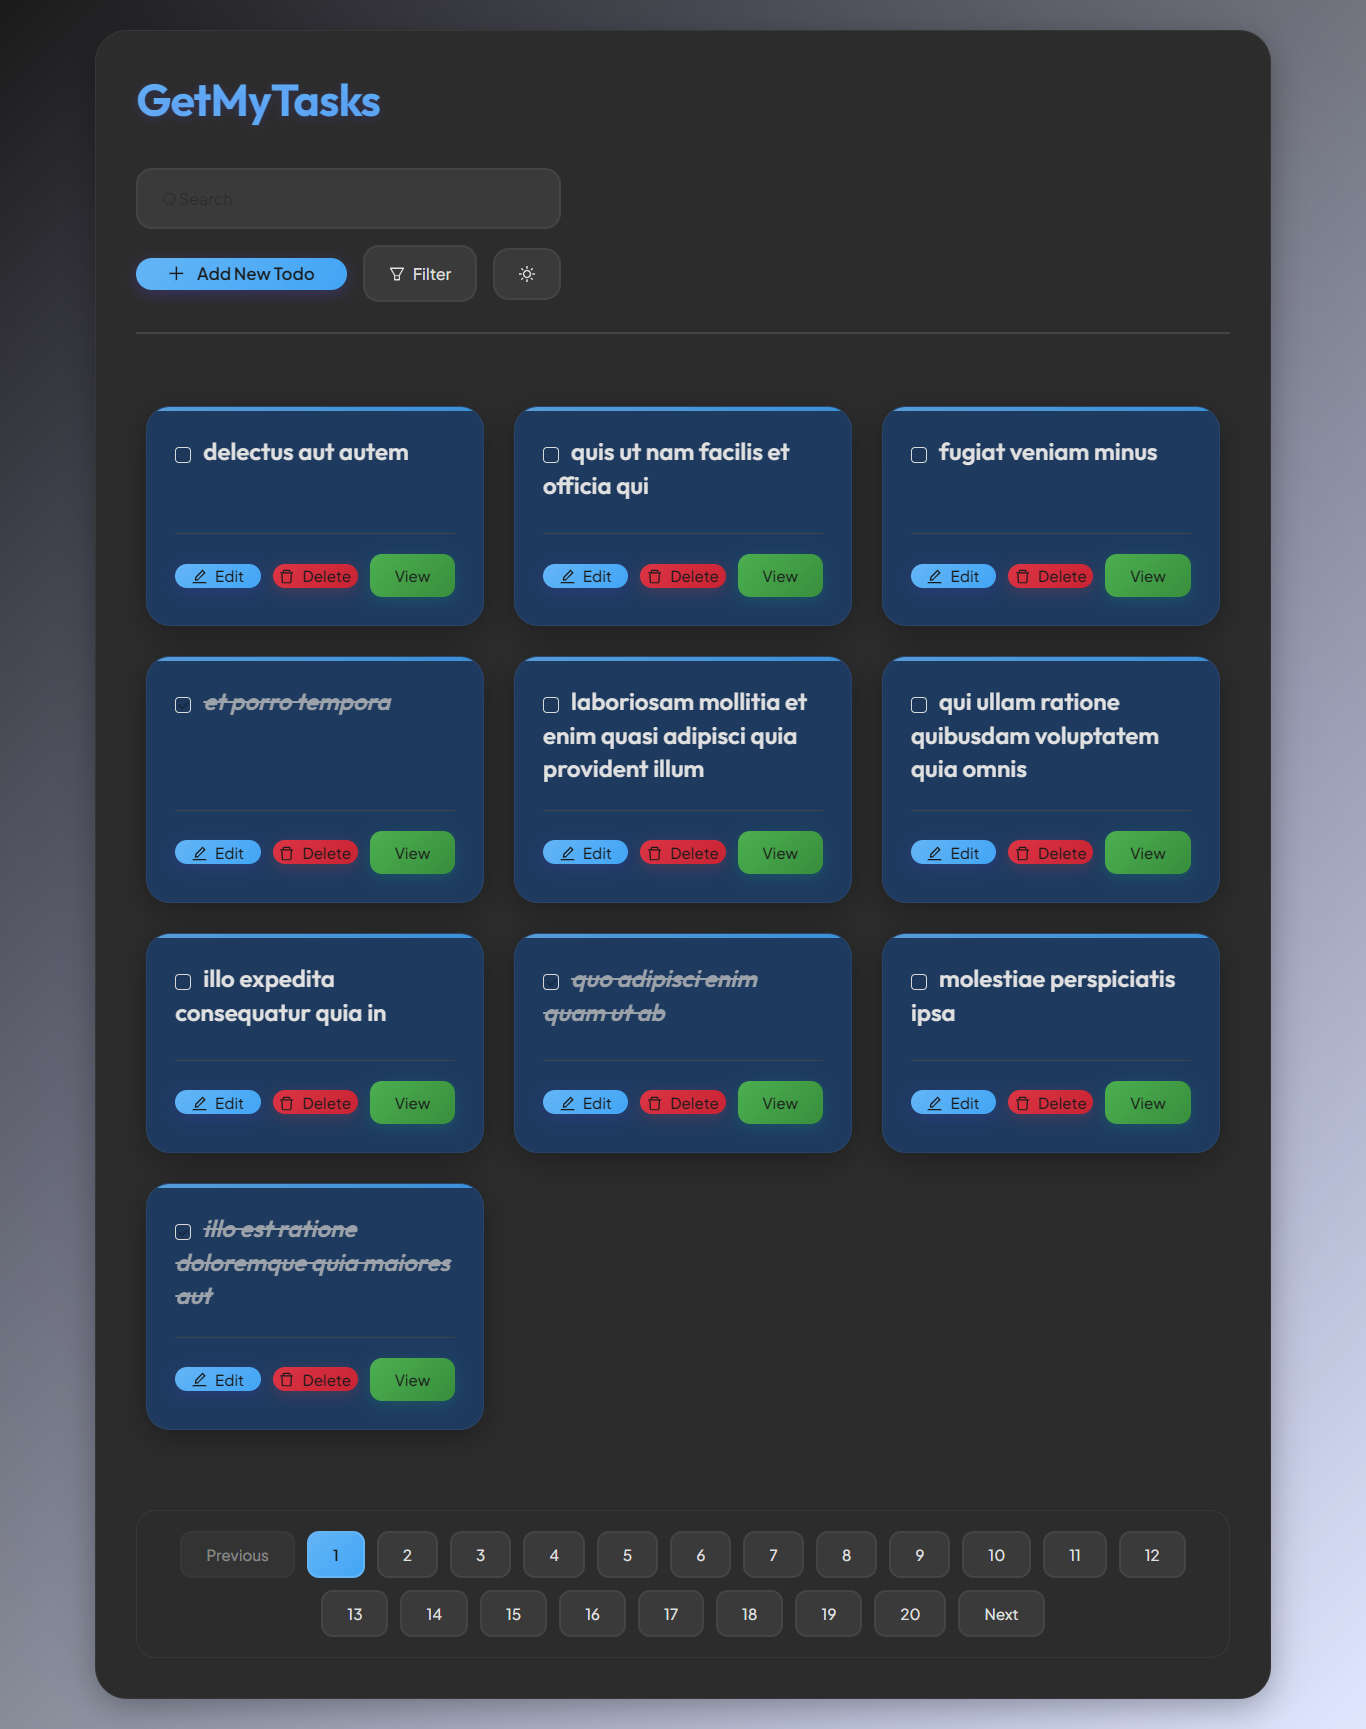 GetMyTasks
Search
Add New Todo
Filter
delectus aut autem
Edit Delete View
quis ut nam facilis et
officia qui
Edit Delete View
fugiat veniam minus
Edit Delete View
et porro tempora
Edit Delete View
laboriosam mollitia et
enim quasi adipisci quia
provident illum
Edit Delete View
qui ullam ratione
quibusdam voluptatem
quia omnis
Edit Delete View
illo expedita
consequatur quia in
Edit Delete View
quo adipisci enim
quam ut ab
Edit Delete View
molestiae perspiciatis
ipsa
Edit Delete View
illo est ratione
doloremque quia maiores
aut
Edit Delete View
Previous 1 2 3 4 5 6 7 8 9 10 11 12
13 14 15 16 17 18 19 20 Next